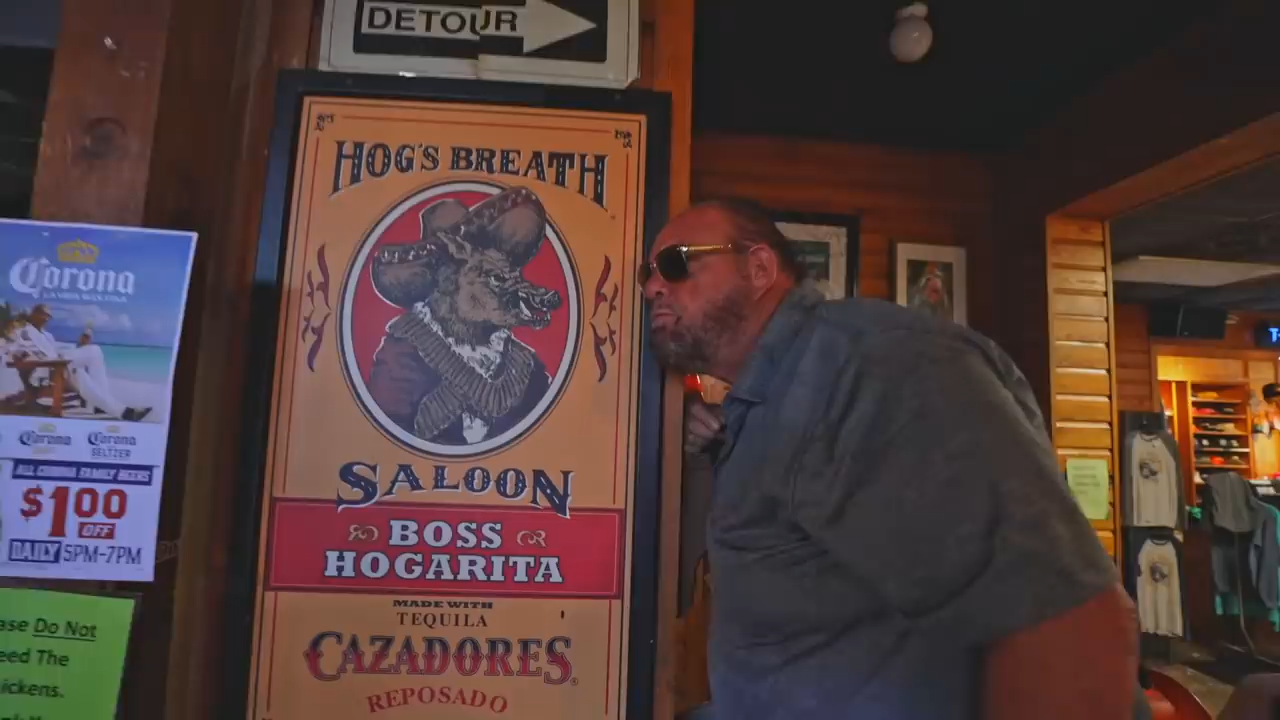 DETOUR
HOG'S BREATH
SALOON
BOSS
HOGARITA
MADE WITH
TEQUILA
CAZADORES
REPOSADO
Corona
Corona
Corona
SELTZER
ALL CORONA FAMILY
$1.00
OFF
DAILY 5PM-7PM
ase Do Not
eed The
ickens.